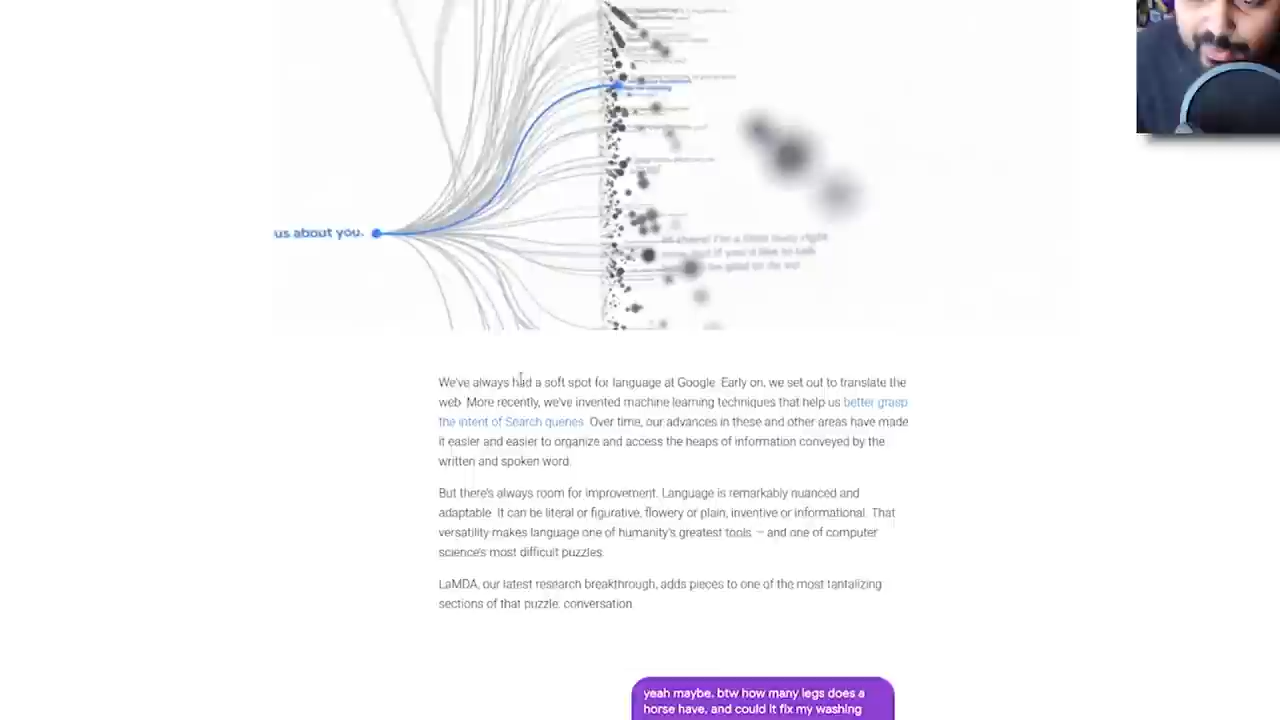 us about you.
We've always had a soft spot for language at Google. Early on, we set out to translate the
web. More recently, we've invented machine learning techniques that help us better grasp
the intent of Search queries. Over time, our advances in these and other areas have made
it easier and easier to organize and access the heaps of information conveyed by the
written and spoken word.
But there's always room for improvement. Language is remarkably nuanced and
adaptable. It can be literal or figurative, flowery or plain, inventive or informational. That
versatility makes language one of humanity's greatest tools — and one of computer
science's most difficult puzzles.
LaMDA, our latest research breakthrough, adds pieces to one of the most tantalizing
sections of that puzzle: conversation.
yeah maybe. btw how many legs does a
horse have, and could it fix my washing